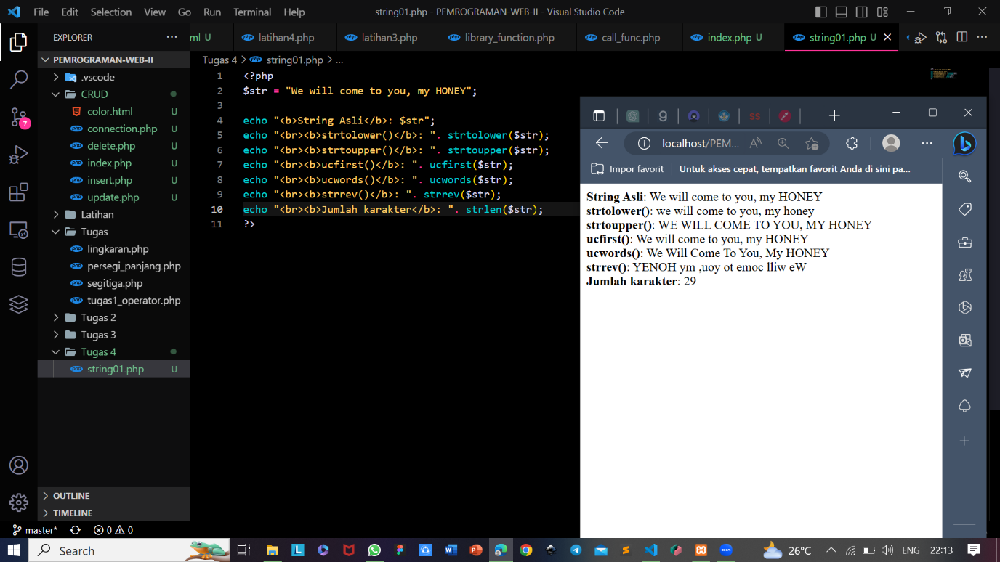 File Edit Selection View Go Run Terminal Help
string01.php - PEMROGRAMAN-WEB-II - Visual Studio Code
EXPLORER
ml U
latihan4.php
latihan3.php
library_function.php
call_func.php
index.php U
string01.php U
PEMROGRAMAN-WEB-II
.vscode
CRUD
color.html U
connection.php U
delete.php U
index.php U
insert.php U
update.php U
Latihan
Tugas
lingkaran.php
persegi_panjang.php
segitiga.php
tugas1_operator.php
Tugas 2
Tugas 3
Tugas 4
string01.php U
OUTLINE
TIMELINE
7
Tugas 4 > string01.php > ...
1 <?php
2 $str = "We will come to you, my HONEY";
3
4 echo "<b>String Asli</b>: $str";
5 echo "<br><b>strtolower()</b>: ". strtolower($str);
6 echo "<br><b>strtoupper()</b>: ". strtoupper($str);
7 echo "<br><b>ucfirst()</b>: ". ucfirst($str);
8 echo "<br><b>ucwords()</b>: ". ucwords($str);
9 echo "<br><b>strrev()</b>: ". strrev($str);
10 echo "<br><b>Jumlah karakter</b>: ". strlen($str);
11 ?>
localhost/PEM...
Impor favorit
Untuk akses cepat, tempatkan favorit Anda di sini pa...
String Asli: We will come to you, my HONEY
strtolower(): we will come to you, my honey
strtoupper(): WE WILL COME TO YOU, MY HONEY
ucfirst(): We will come to you, my HONEY
ucwords(): We Will Come To You, My HONEY
strrev(): YENOH ym ,uoy ot emoc lliw eW
Jumlah karakter: 29
master* 0 0
Search
26°C
ENG
22:13